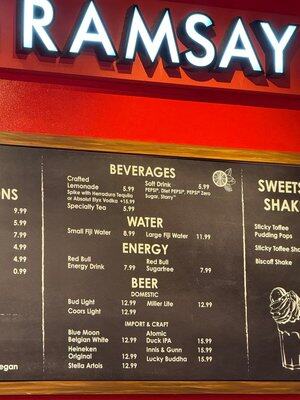 RAMSAY
BEVERAGES
Crafted
Lemonade 5.99
Spike with Herradura Tequila
or Absolut Elyx Vodka +15.99
Specialty Tea 5.99
Soft Drink 5.99
PEPSI®, Diet PEPSI®, PEPSI® Zero
Sugar, Starry™
WATER
Small Fiji Water 8.99
Large Fiji Water 11.99
ENERGY
Red Bull
Energy Drink 7.99
Red Bull
Sugarfree 7.99
BEER
DOMESTIC
Bud Light 12.99
Coors Light 12.99
Miller Lite 12.99
IMPORT & CRAFT
Blue Moon
Belgian White 12.99
Heineken
Original 12.99
Stella Artois 12.99
Atomic
Duck IPA 15.99
Innis & Gunn 15.99
Lucky Buddha 15.99
ONS
9.99
5.99
7.99
4.99
4.99
0.99
egan
SWEETS
SHAK
Sticky Toffee
Pudding Pops
Sticky Toffee Sha
Biscoff Shake